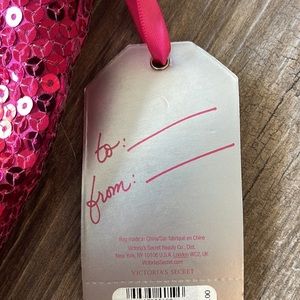 to:
from:
Bag made in China/Sac fabriqué en Chine
Victoria's Secret Beauty Co., Dist.
New York, NY 10106 U.S.A. London WC2, UK
VictoriasSecret.com
VICTORIA'S SECRET
00